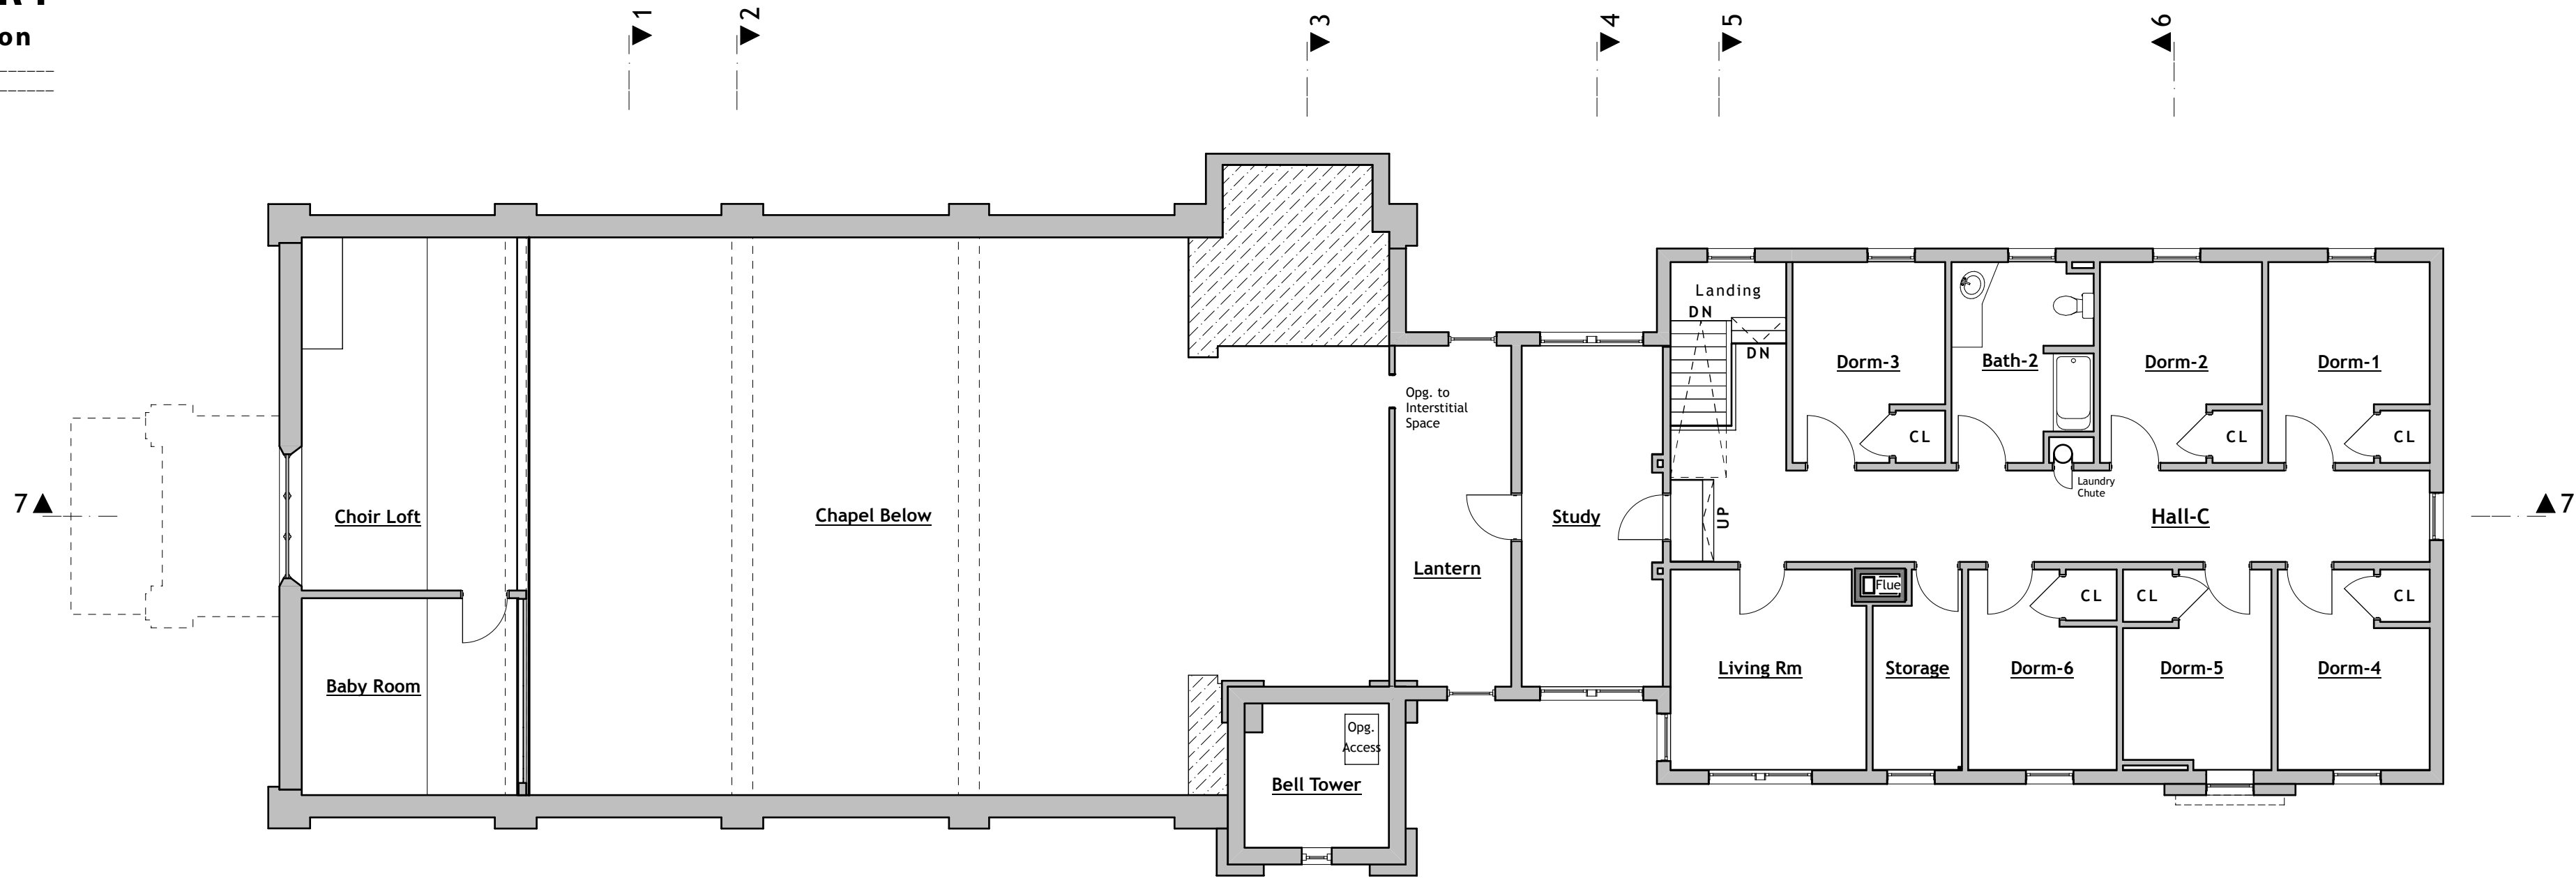 on
1
2
3
4
5
6
Landing
DN
DN
Dorm-3
Bath-2
Dorm-2
Dorm-1
Opg. to
Interstitial
Space
CL
CL
CL
Laundry
Chute
7
Choir Loft
Chapel Below
Study
UP
Hall-C
7
Lantern
Flue
CL
CL
CL
Baby Room
Living Rm
Storage
Dorm-6
Dorm-5
Dorm-4
Opg.
Access
Bell Tower